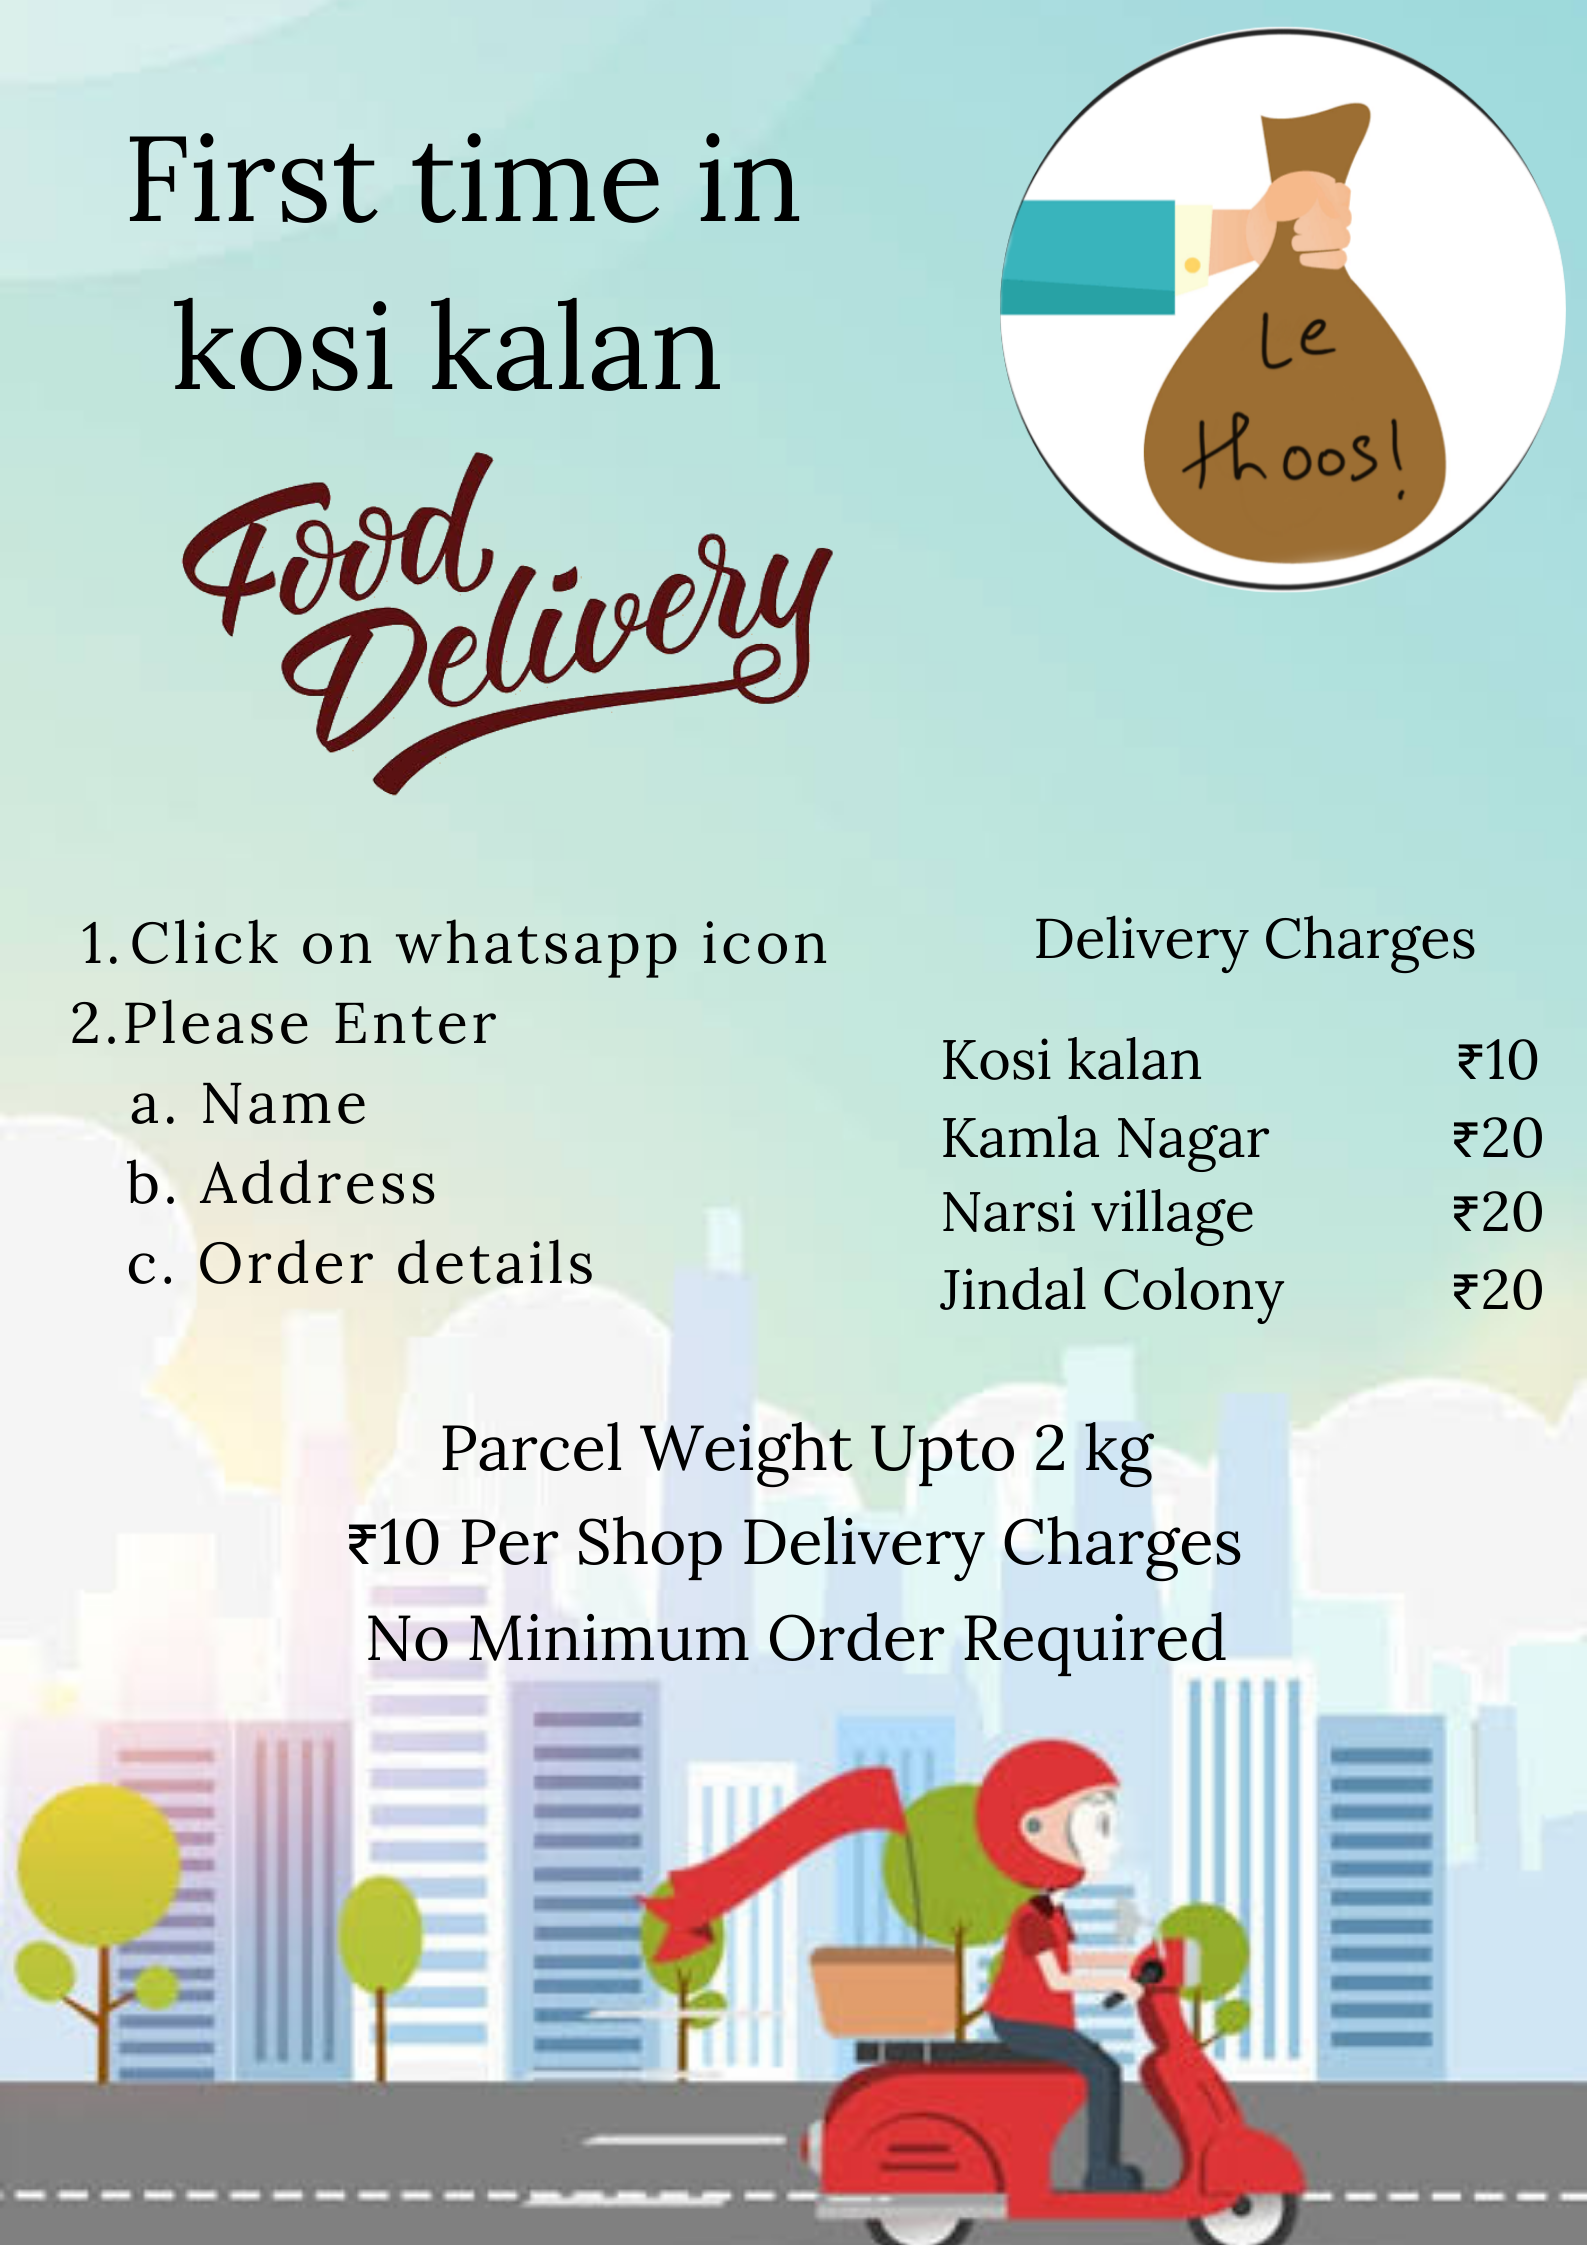 First time in
kosi kalan
Food
Delivery
Le
thoos!
1. Click on whatsapp icon
2.Please Enter
a. Name
b. Address
c. Order details
Delivery Charges
Kosi kalan ₹10
Kamla Nagar ₹20
Narsi village ₹20
Jindal Colony ₹20
Parcel Weight Upto 2 kg
₹10 Per Shop Delivery Charges
No Minimum Order Required